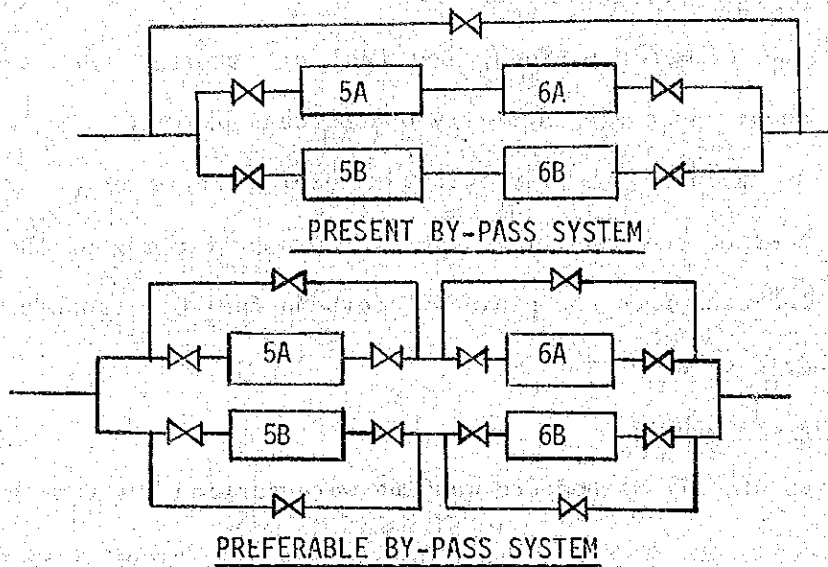 5A 6A
5B 6B
PRESENT BY-PASS SYSTEM
5A 6A
5B 6B
PREFERABLE BY-PASS SYSTEM